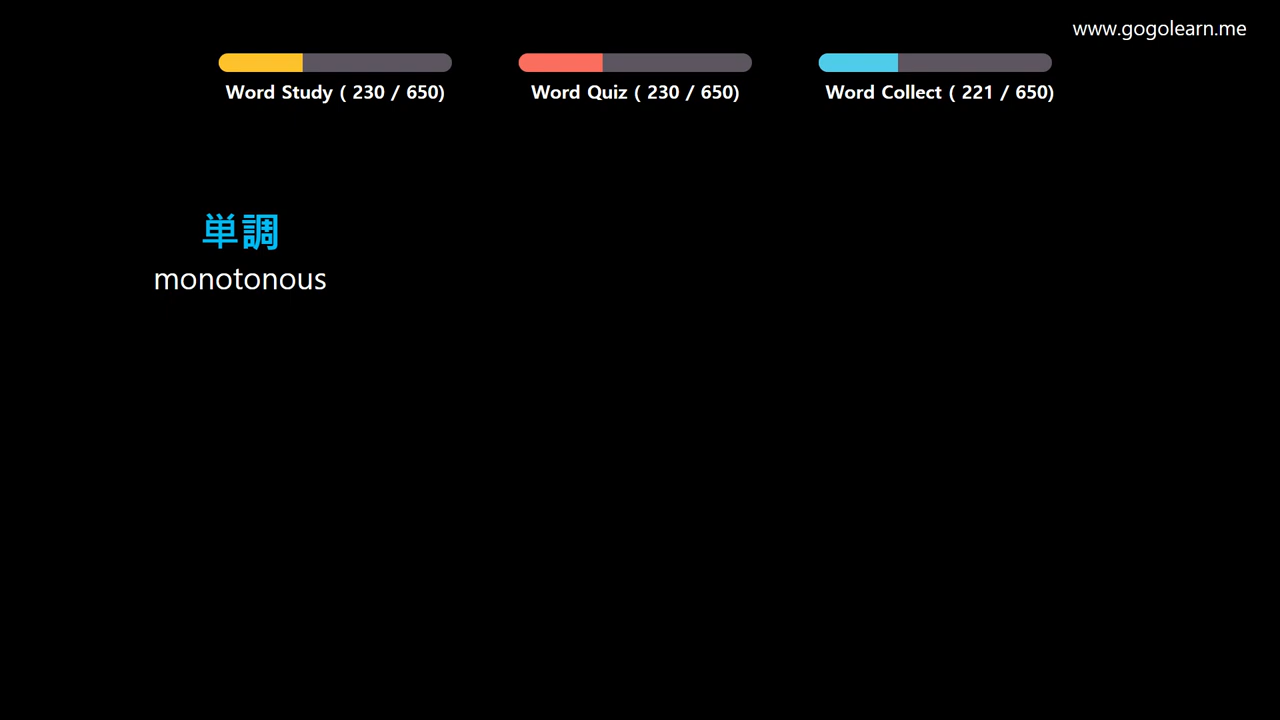 www.gogolearn.me
Word Study ( 230 / 650)
Word Quiz ( 230 / 650)
Word Collect ( 221 / 650)
単調
monotonous